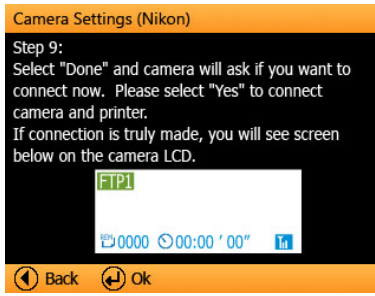 Camera Settings (Nikon)
Step 9:
Select "Done" and camera will ask if you want to
connect now.  Please select "Yes" to connect
camera and printer.
If connection is truly made, you will see screen
below on the camera LCD.
FTP1
REM 0000 00:00 ' 00"
Back Ok